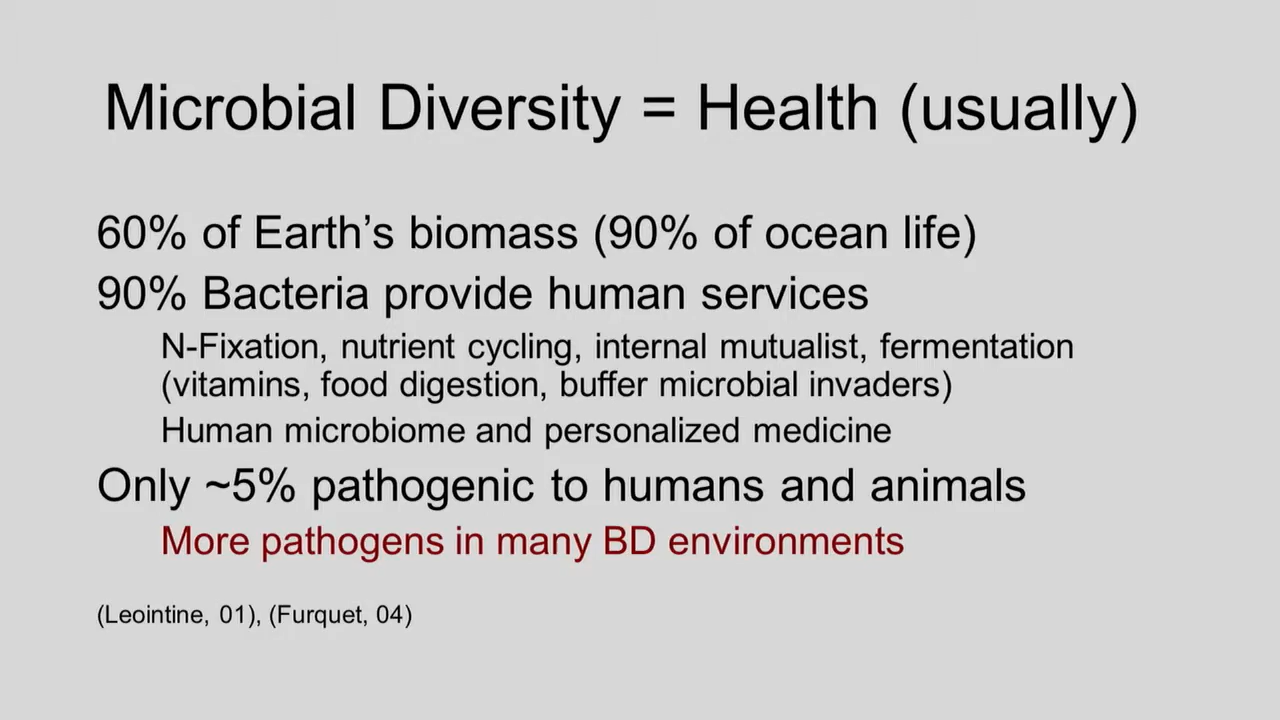 Microbial Diversity = Health (usually)
60% of Earth’s biomass (90% of ocean life)
90% Bacteria provide human services
N-Fixation, nutrient cycling, internal mutualist, fermentation
(vitamins, food digestion, buffer microbial invaders)
Human microbiome and personalized medicine
Only ~5% pathogenic to humans and animals
More pathogens in many BD environments
(Leointine, 01), (Furquet, 04)